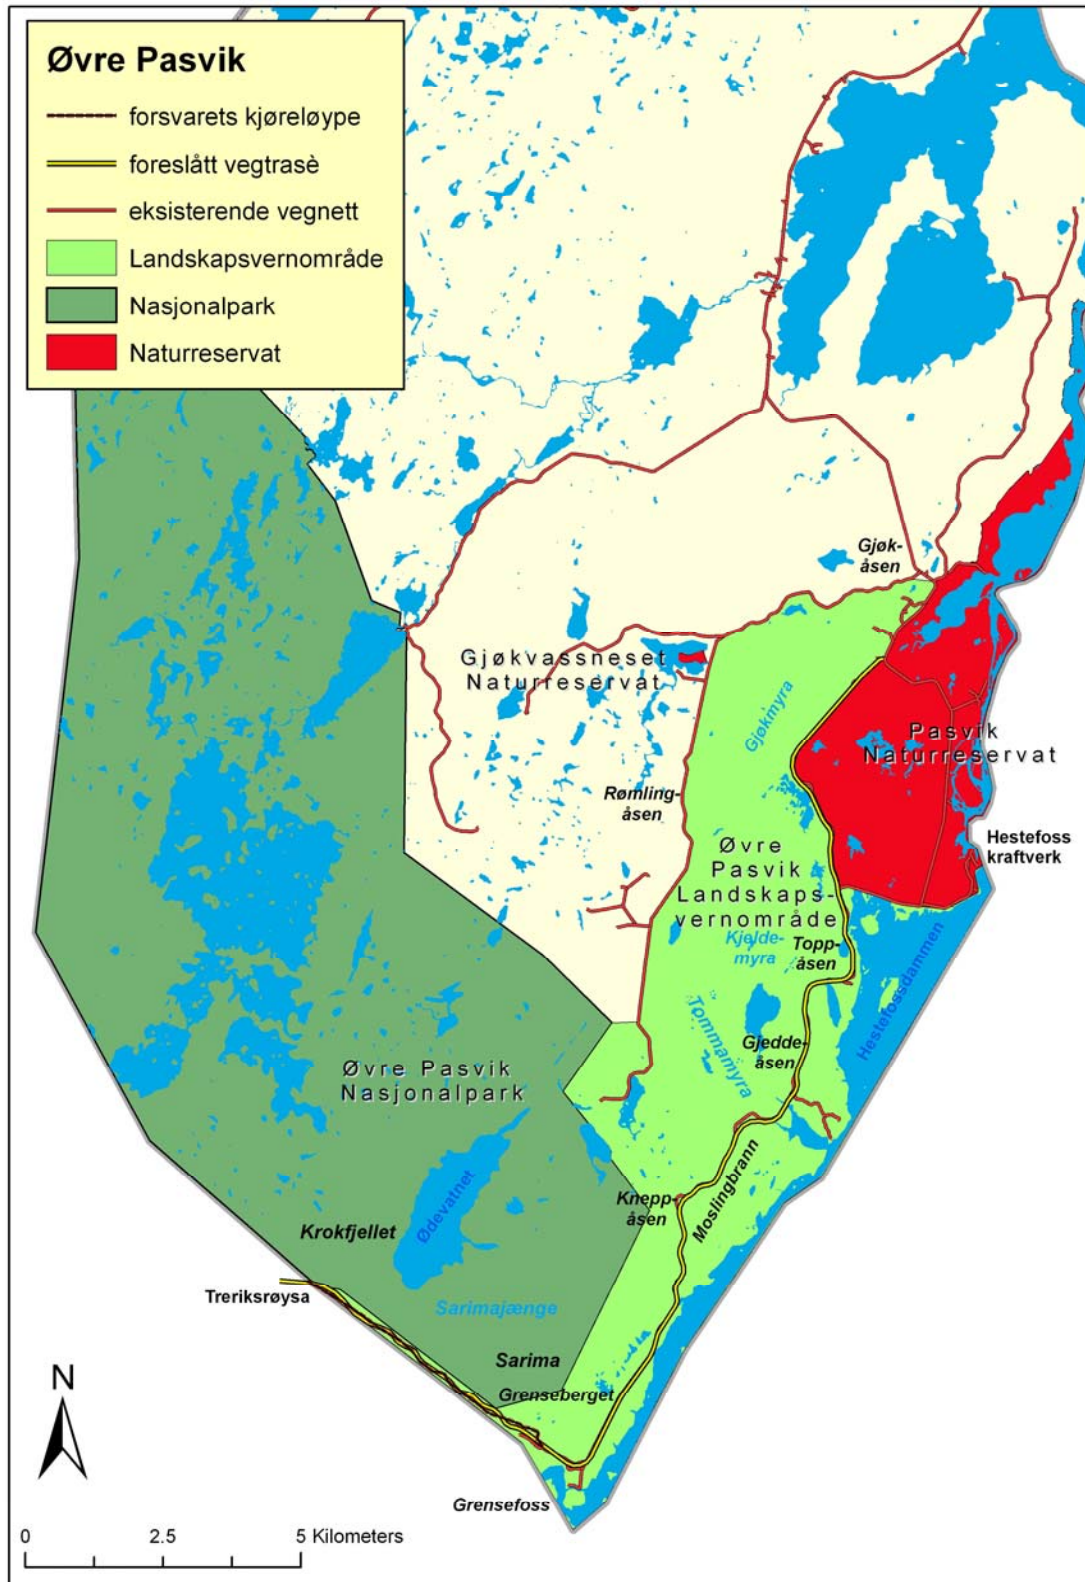 Øvre Pasvik
forsvarets kjøreløype
foreslått vegtrasè
eksisterende vegnett
Landskapsvernområde
Nasjonalpark
Naturreservat
Gjøk-
åsen
Gjøkvassneset
Naturreservat
Gjøkmyra
Pasvik
Naturreservat
Rømling-
åsen
Hestefoss
kraftverk
Øvre
Pasvik
Landskaps-
vernområde
Kjelde-
myra
Topp-
åsen
Hestefossdammen
Tommamyra
Gjedde-
åsen
Øvre Pasvik
Nasjonalpark
Moslingbrann
Knepp-
åsen
Ødevatnet
Krokfjellet
Treriksrøysa
Sarimajænge
Sarima
Grenseberget
Grensefoss
N
0 2.5 5 Kilometers